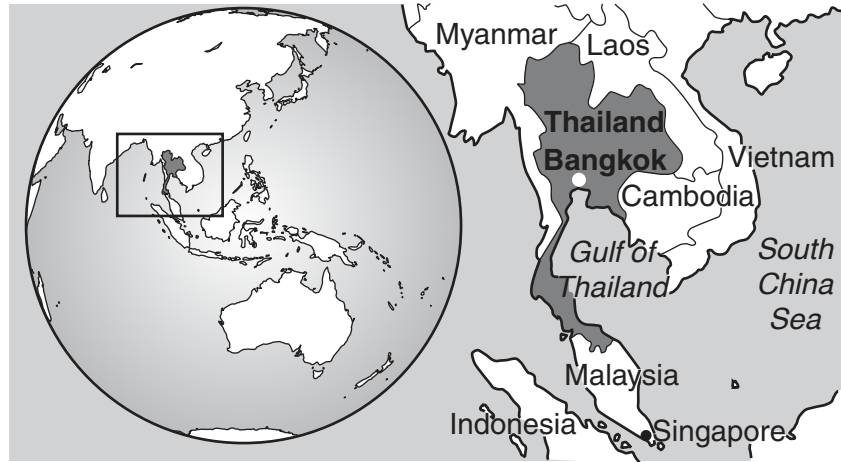 Myanmar
Laos
Thailand
Bangkok
Vietnam
Cambodia
Gulf of
Thailand
South
China
Sea
Malaysia
Indonesia
Singapore